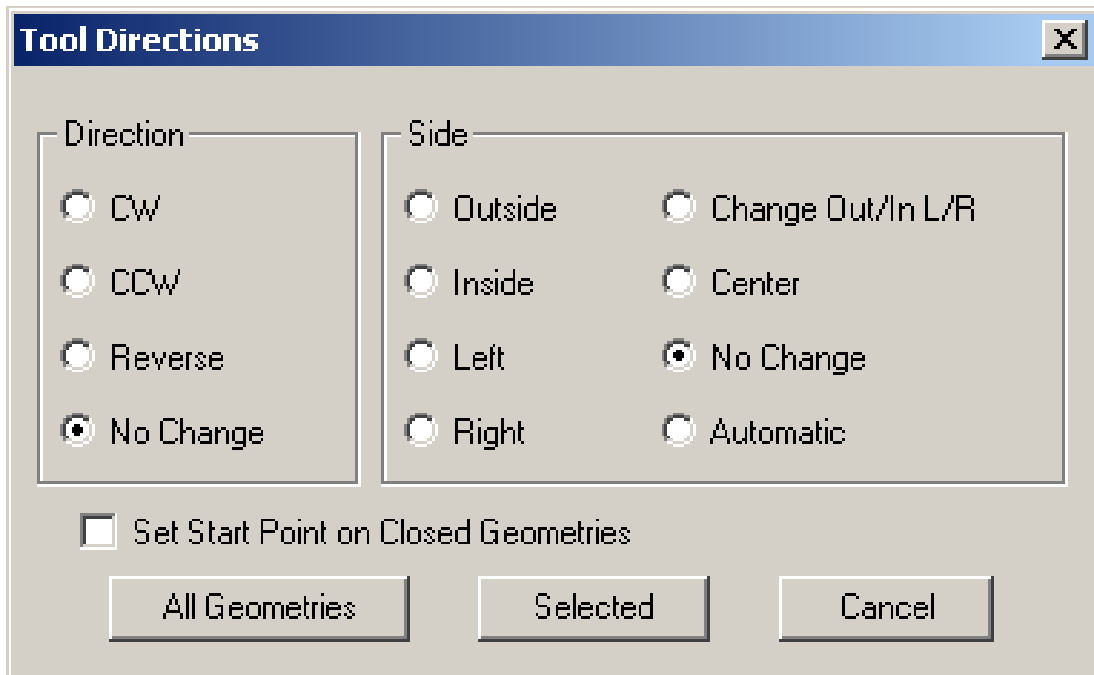 Tool Directions
Direction
CW
CCW
Reverse
No Change
Side
Outside
Inside
Left
Right
Change Out/In L/R
Center
No Change
Automatic
Set Start Point on Closed Geometries
All Geometries
Selected
Cancel